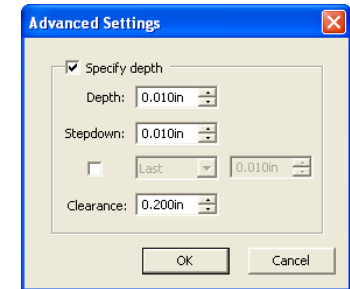 Advanced Settings
Specify depth
Depth: 0.010in
Stepdown: 0.010in
Last 0.010in
Clearance: 0.200in
OK Cancel